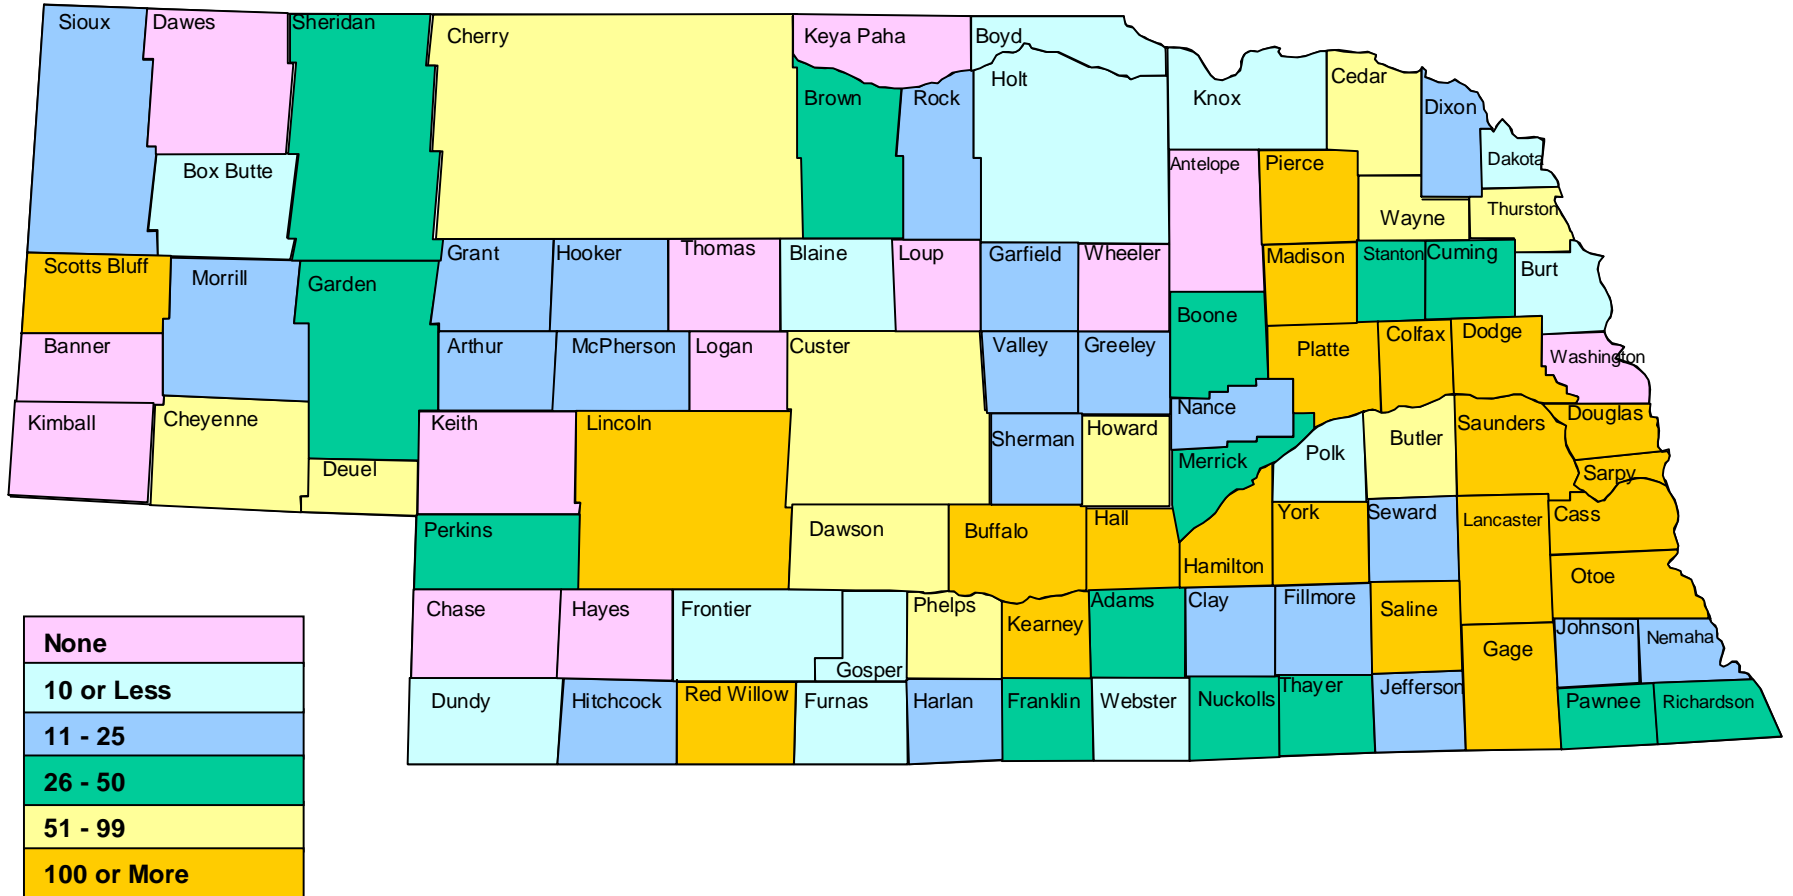 Sioux
Dawes
Sheridan
Cherry
Keya Paha
Boyd
Holt
Knox
Cedar
Dixon
Dakota
Brown
Rock
Box Butte
Antelope
Pierce
Wayne
Thurston
Scotts Bluff
Morrill
Garden
Grant
Hooker
Thomas
Blaine
Loup
Garfield
Wheeler
Madison
Stanton
Cuming
Burt
Boone
Banner
Arthur
McPherson
Logan
Custer
Valley
Greeley
Platte
Colfax
Dodge
Washington
Kimball
Cheyenne
Keith
Lincoln
Sherman
Howard
Nance
Merrick
Polk
Butler
Saunders
Douglas
Sarpy
Deuel
Perkins
Dawson
Buffalo
Hall
Hamilton
York
Seward
Lancaster
Cass
Otoe
Chase
Hayes
Frontier
Gosper
Phelps
Kearney
Adams
Clay
Fillmore
Saline
Gage
Johnson
Nemaha
Dundy
Hitchcock
Red Willow
Furnas
Harlan
Franklin
Webster
Nuckolls
Thayer
Jefferson
Pawnee
Richardson
None
10 or Less
11 - 25
26 - 50
51 - 99
100 or More